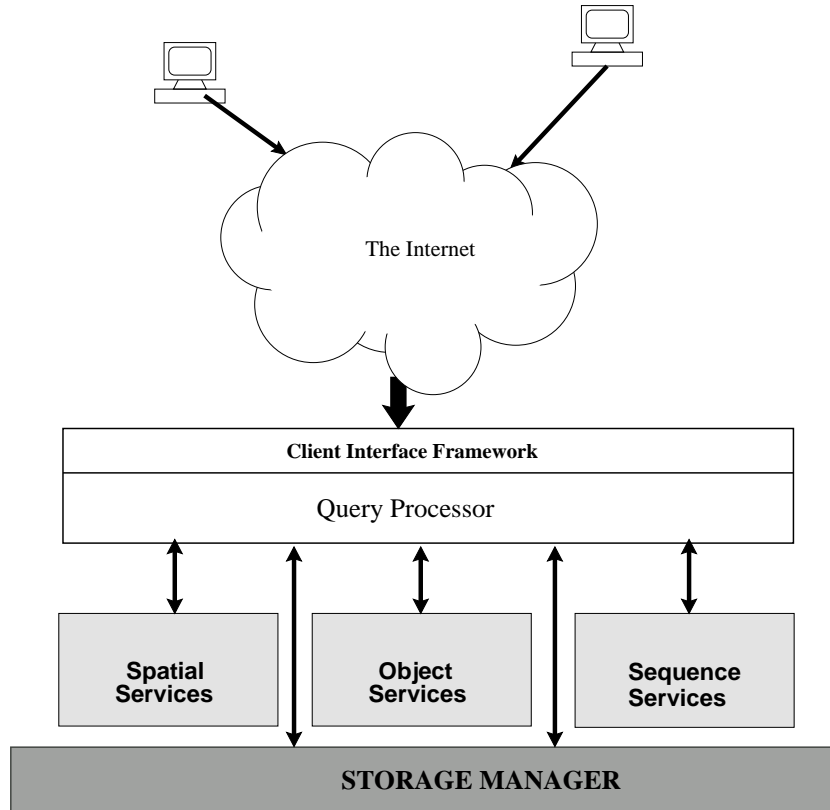 The Internet
Client Interface Framework
Query Processor
Spatial
Services
Object
Services
Sequence
Services
STORAGE MANAGER